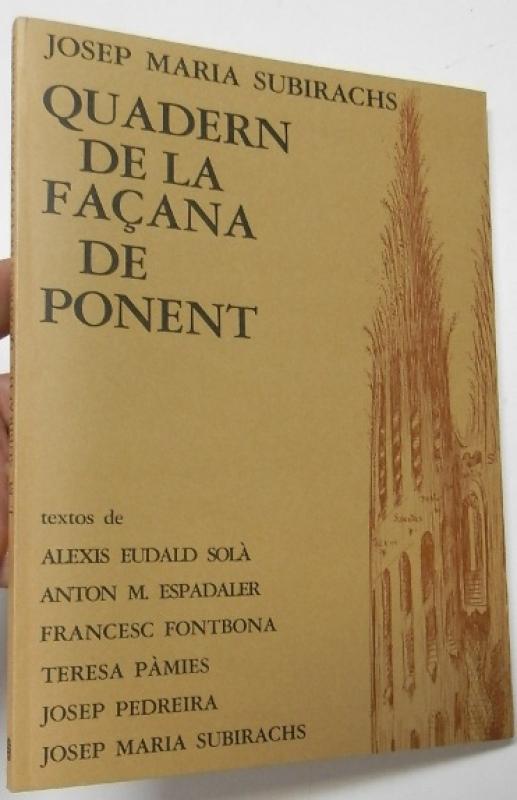 JOSEP MARIA SUBIRACHS
QUADERN
DE LA
FAÇANA
DE
PONENT
textos de
ALEXIS EUDALD SOLÀ
ANTON M. ESPADALER
FRANCESC FONTBONA
TERESA PÀMIES
JOSEP PEDREIRA
JOSEP MARIA SUBIRACHS